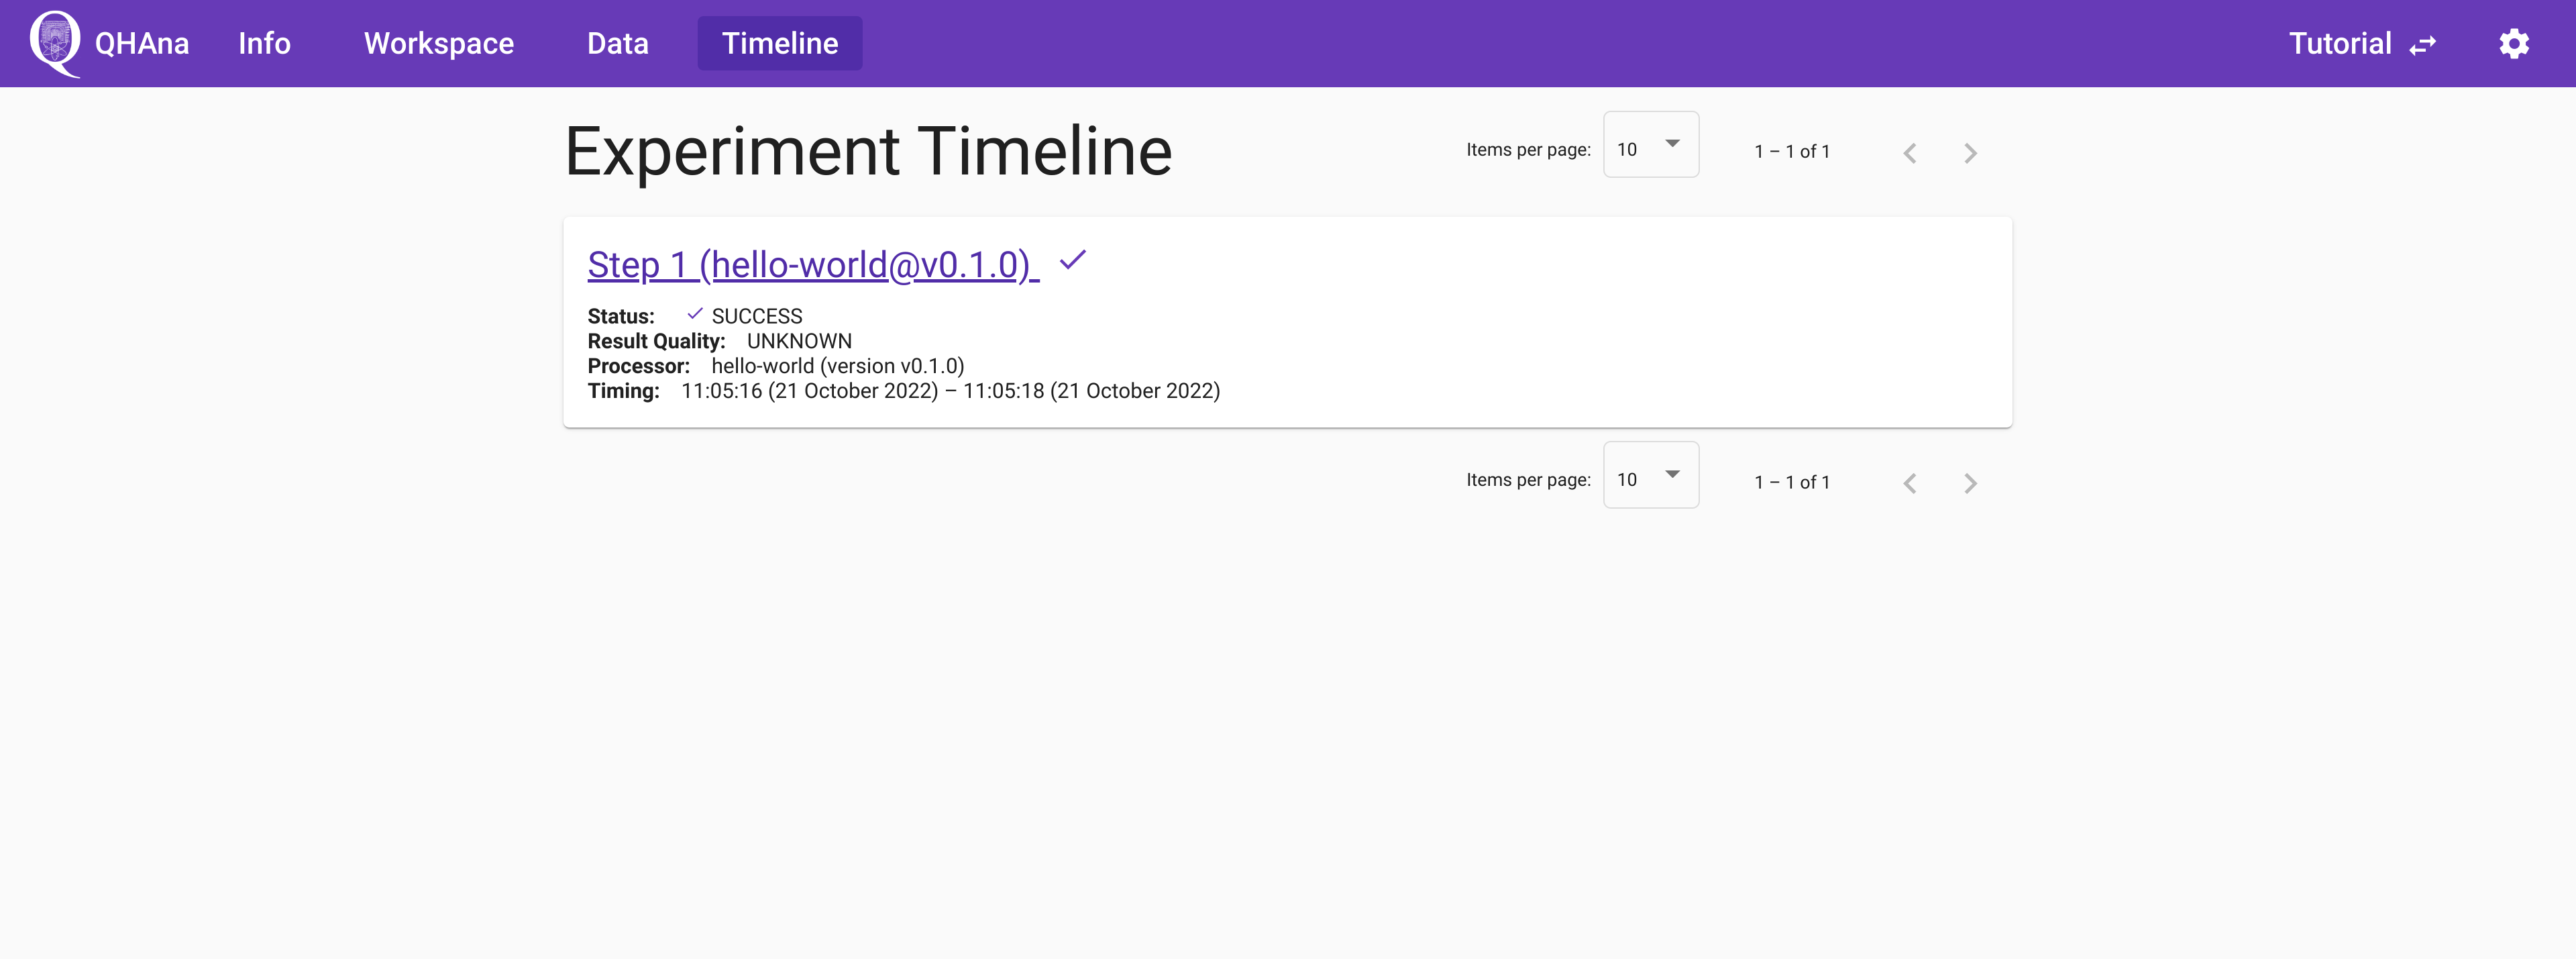 QHAna Info Workspace Data Timeline Tutorial
Experiment Timeline
Items per page: 10 1 – 1 of 1
Step 1 (hello-world@v0.1.0)
Status: SUCCESS
Result Quality: UNKNOWN
Processor: hello-world (version v0.1.0)
Timing: 11:05:16 (21 October 2022) – 11:05:18 (21 October 2022)
Items per page: 10 1 – 1 of 1